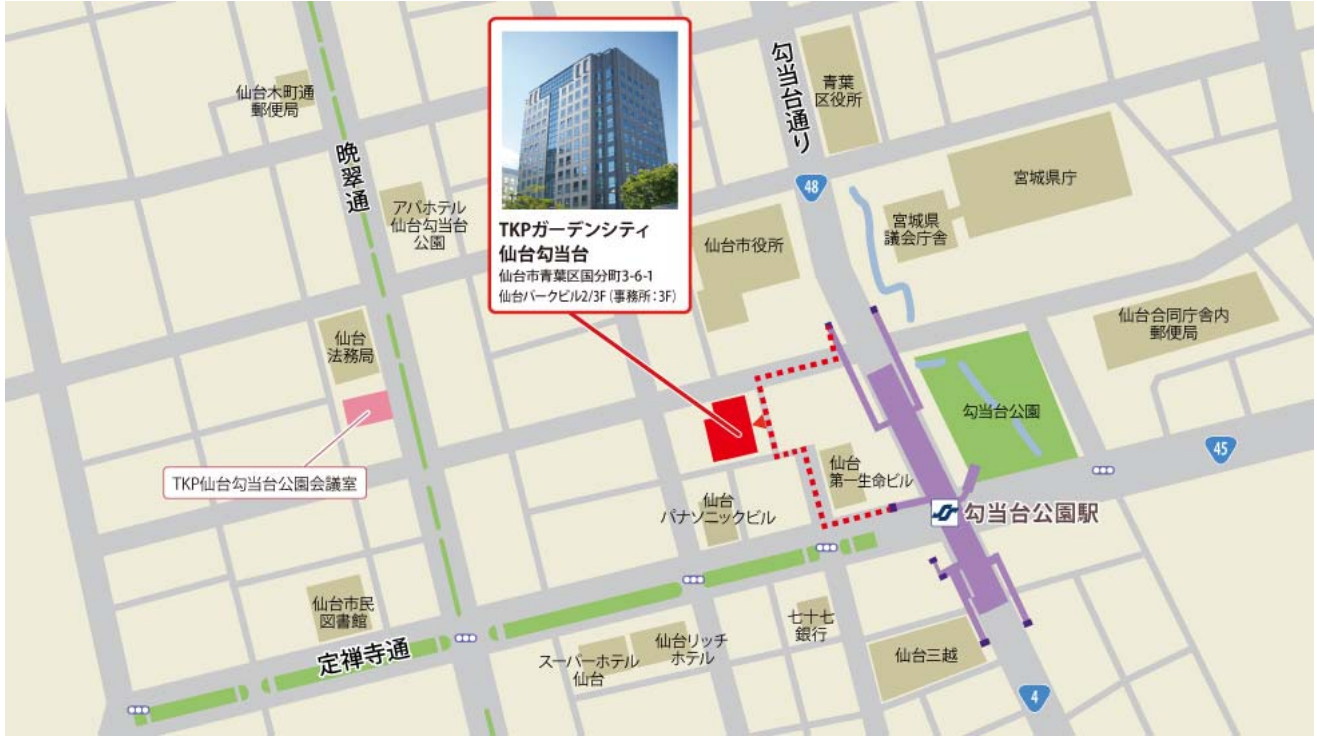 仙台木町通
郵便局
晩翠通
アパホテル
仙台勾当台
公園
TKPガーデンシティ
仙台勾当台
仙台市青葉区国分町3-6-1
仙台パークビル2/3F (事務所:3F)
勾当台通り
青葉
区役所
48
宮城県庁
宮城県
議会庁舎
仙台市役所
仙台合同庁舎内
郵便局
仙台
法務局
勾当台公園
TKP仙台勾当台公園会議室
仙台
第一生命ビル
45
仙台
パナソニックビル
勾当台公園駅
仙台市民
図書館
定禅寺通
スーパーホテル
仙台
仙台リッチ
ホテル
七十七
銀行
仙台三越
4